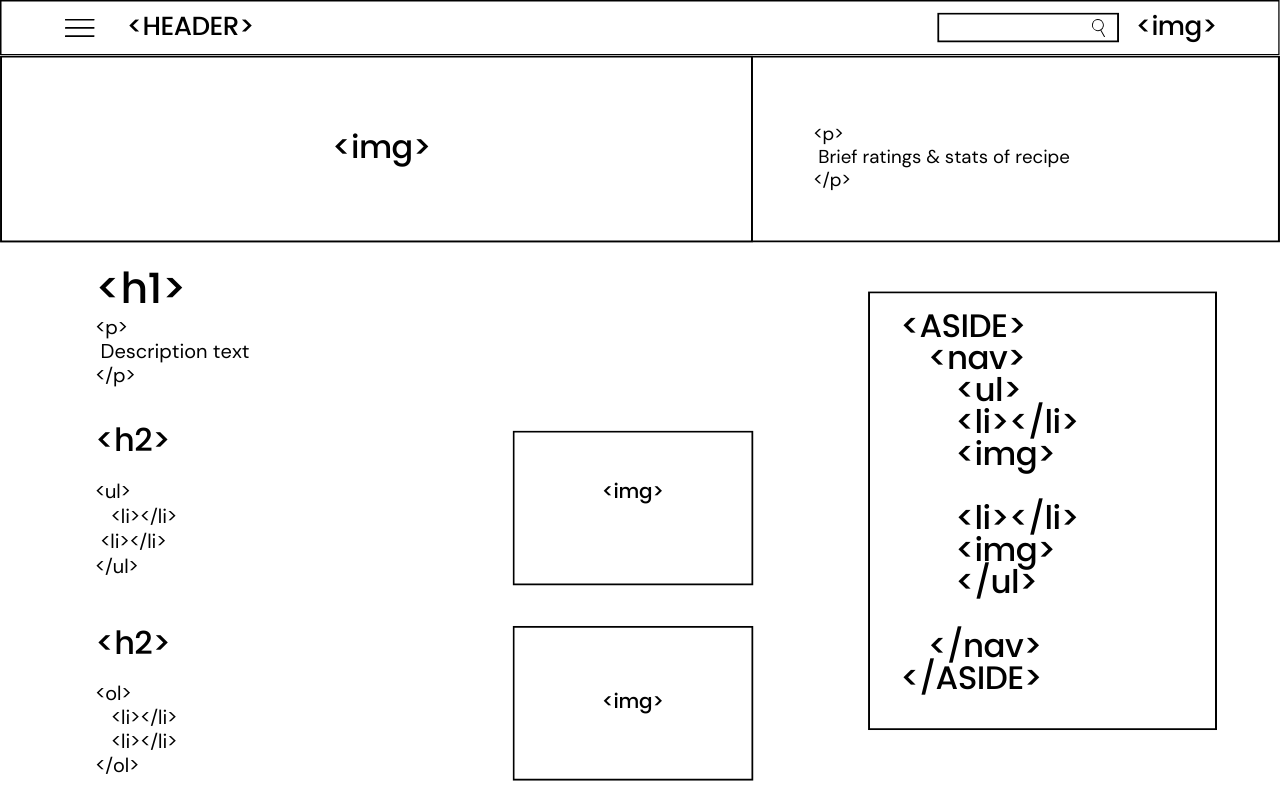 <HEADER>
<img>
<img>
<p>
Brief ratings & stats of recipe
</p>
<h1>
<p>
Description text
</p>
<h2>
<ul>
<li></li>
<li></li>
</ul>
<img>
<h2>
<ol>
<li></li>
<li></li>
</ol>
<img>
<ASIDE>
<nav>
<ul>
<li></li>
<img>
<li></li>
<img>
</ul>
</nav>
</ASIDE>